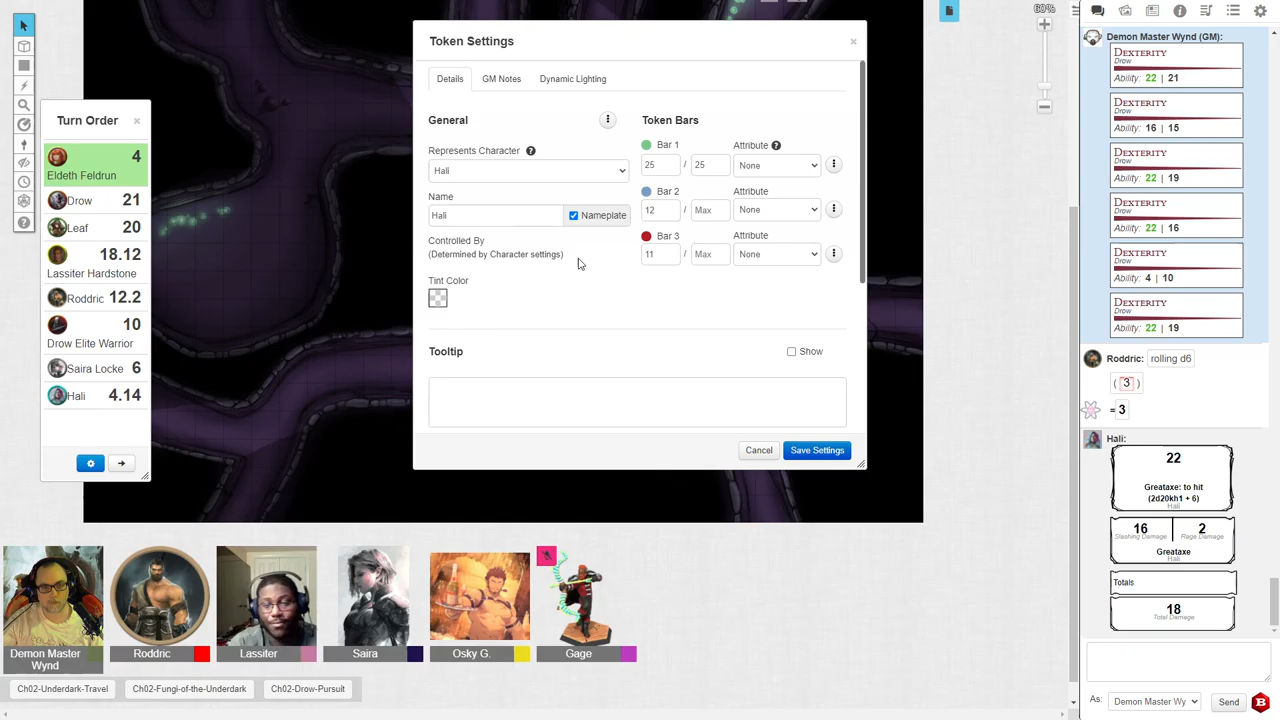 Turn Order
×
4
Eldeth Feldrun
Drow 21
Leaf 20
18.12
Lassiter Hardstone
Roddric 12.2
10
Drow Elite Warrior
Saira Locke 6
Hali 4.14
Token Settings
×
Details GM Notes Dynamic Lighting
General
Represents Character ?
Hali
Name
Hali Nameplate
Controlled By
(Determined by Character settings)
Tint Color
Token Bars
Bar 1 Attribute ?
25 / 25 None
Bar 2 Attribute
12 / Max None
Bar 3 Attribute
11 / Max None
Tooltip Show
Cancel Save Settings
60%
Demon Master Wynd (GM):
DEXTERITY
Drow
Ability: 22 | 21
DEXTERITY
Drow
Ability: 16 | 15
DEXTERITY
Drow
Ability: 22 | 19
DEXTERITY
Drow
Ability: 22 | 16
DEXTERITY
Drow
Ability: 4 | 10
DEXTERITY
Drow
Ability: 22 | 19
Roddric: rolling d6
( 3 )
= 3
Hali:
22
Greataxe: to hit
(2d20kh1 + 6)
Hali
16 2
Slashing Damage Rage Damage
Greataxe
Hali
Totals
18
Total Damage
As: Demon Master Wy Send
Demon Master
Wynd
Roddric
Lassiter
Saira
Osky G.
Gage
Ch02-Underdark-Travel Ch02-Fungi-of-the-Underdark Ch02-Drow-Pursuit